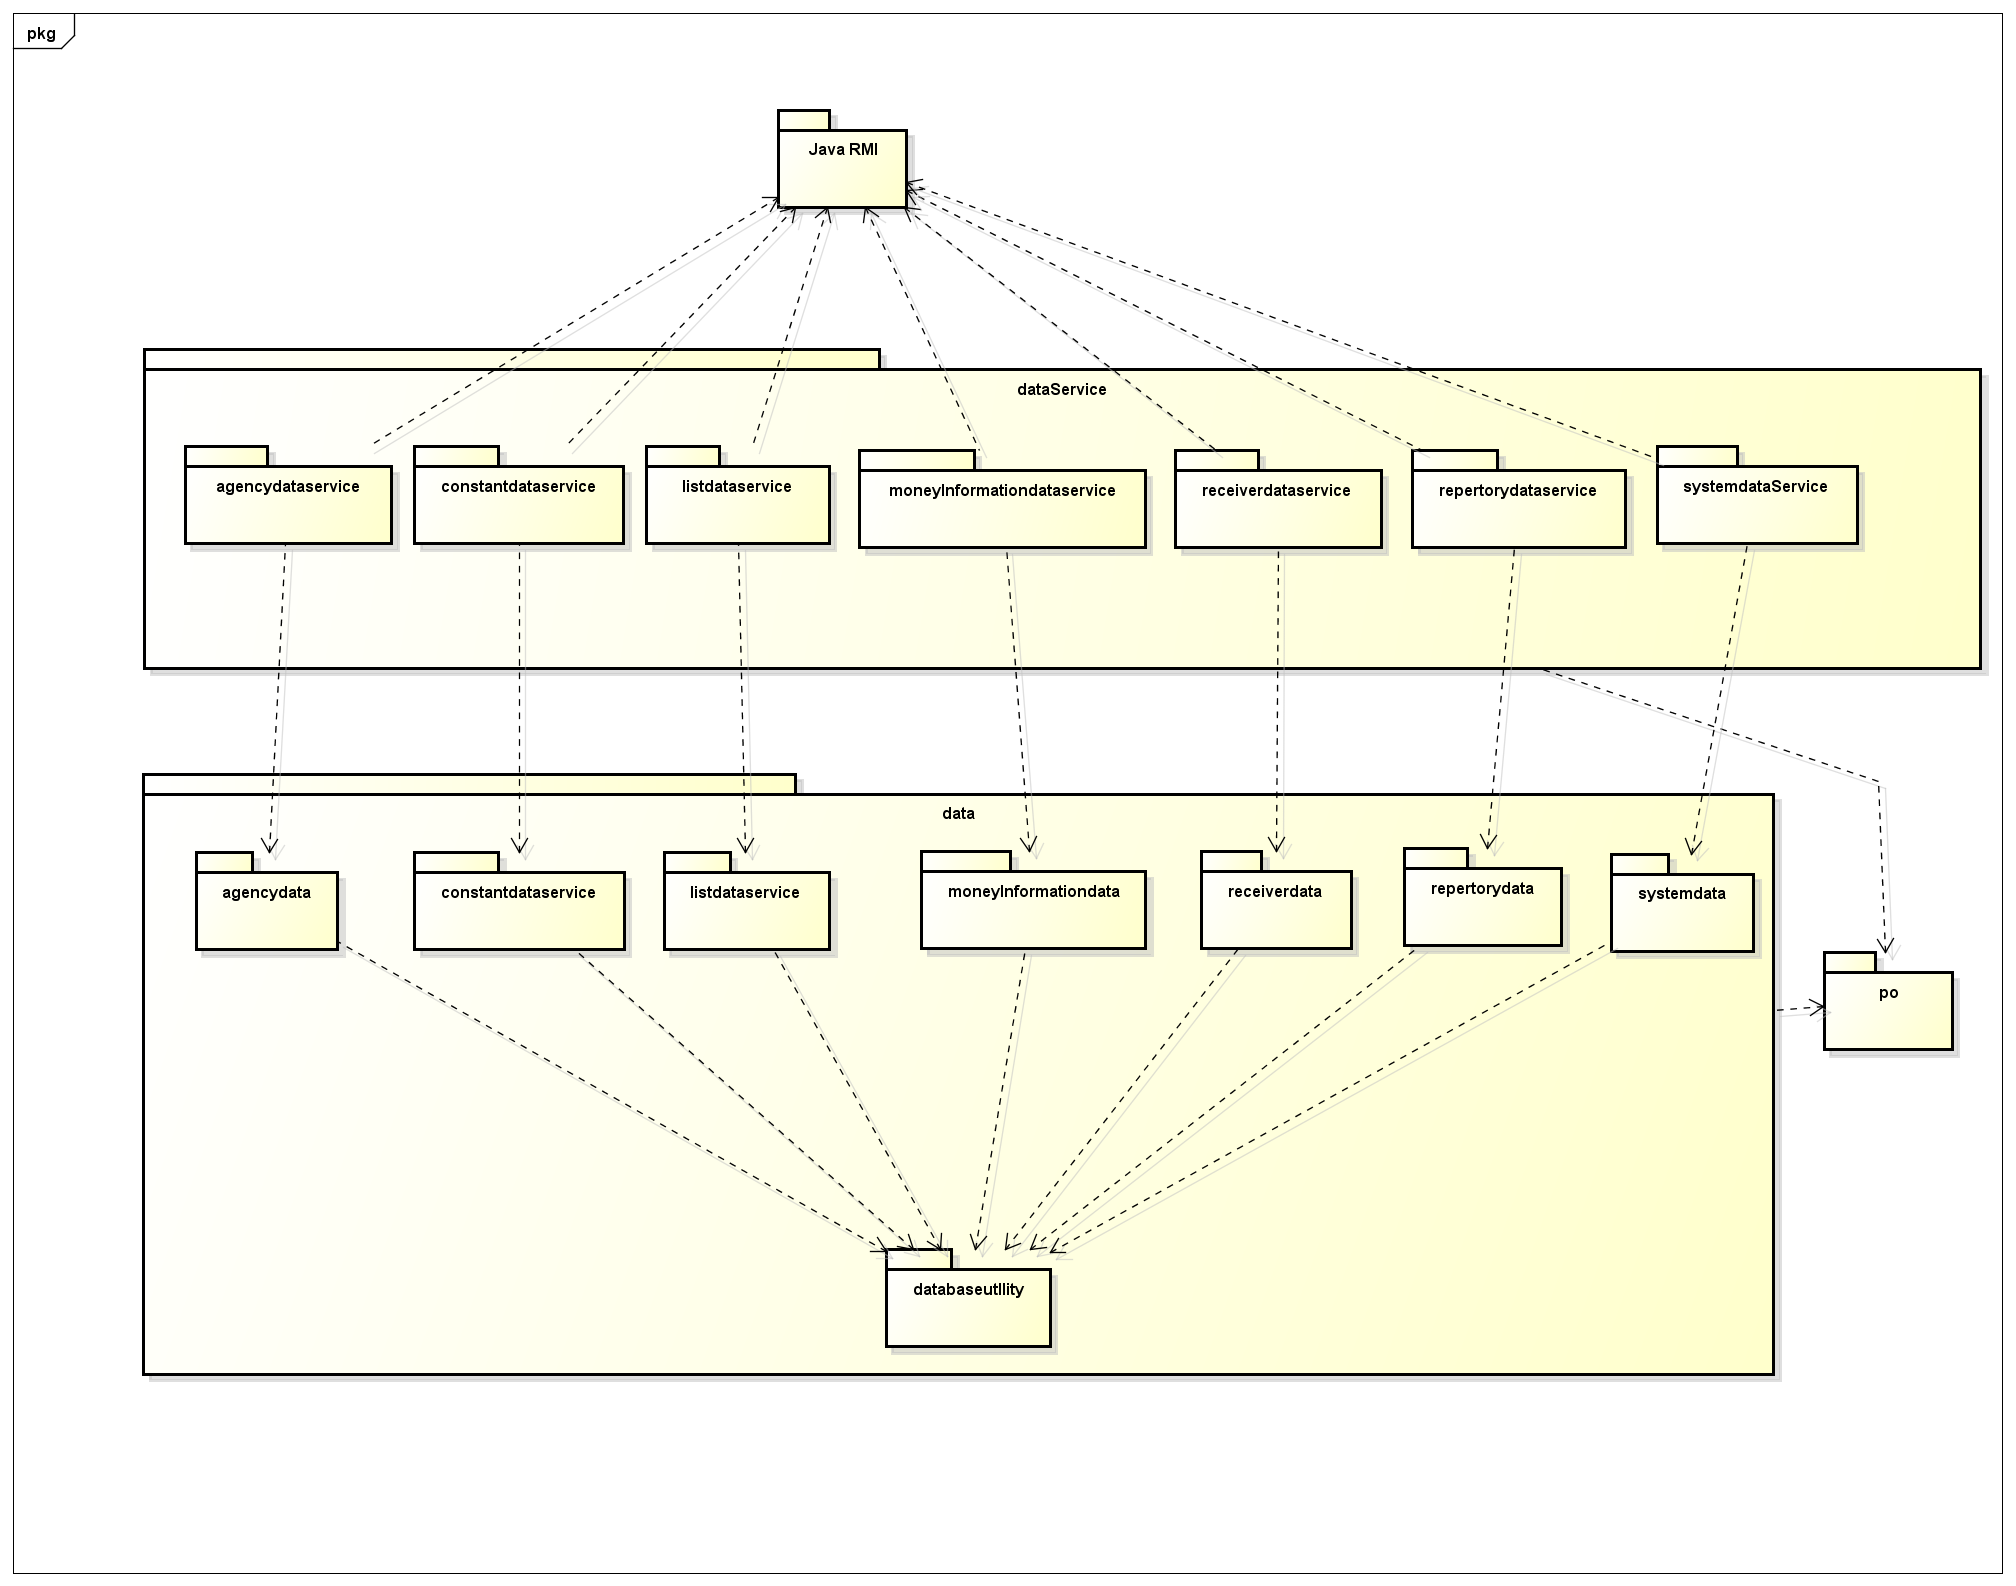 pkg
Java RMI
dataService
agencydataservice
constantdataservice
listdataservice
moneyInformationdataservice
receiverdataservice
repertorydataservice
systemdataService
data
agencydata
constantdataservice
listdataservice
moneyInformationdata
receiverdata
repertorydata
systemdata
po
databaseutility